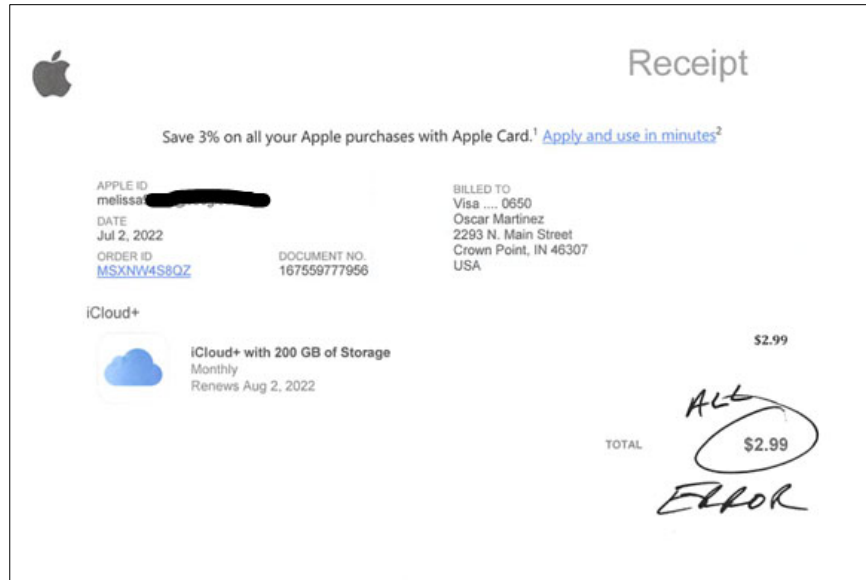 Receipt
Save 3% on all your Apple purchases with Apple Card.¹ Apply and use in minutes²
APPLE ID
DATE
Jul 2, 2022
ORDER ID
MSXNW4S8QZ
DOCUMENT NO.
167559777956
BILLED TO
Visa .... 0650
Oscar Martinez
2293 N. Main Street
Crown Point, IN 46307
USA
iCloud+
iCloud+ with 200 GB of Storage
Monthly
Renews Aug 2, 2022
$2.99
ALL
TOTAL $2.99
ERROR